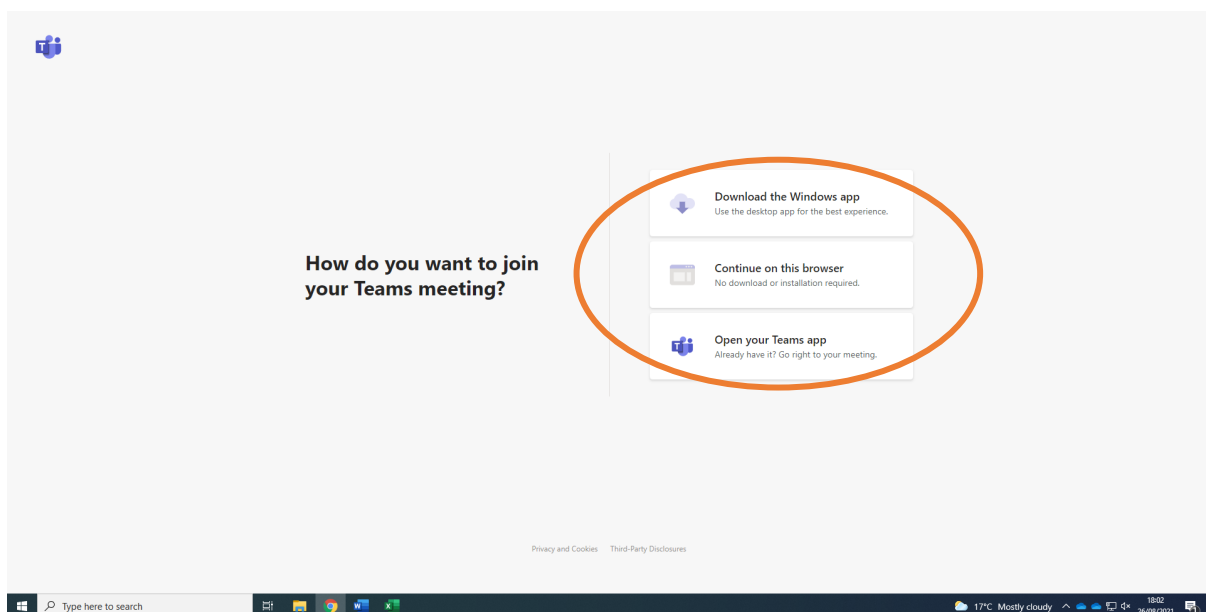 How do you want to join
your Teams meeting?
Download the Windows app
Use the desktop app for the best experience.
Continue on this browser
No download or installation required.
Open your Teams app
Already have it? Go right to your meeting.
Privacy and Cookies Third-Party Disclosures
Type here to search
17°C Mostly cloudy
18:02
26/08/2021